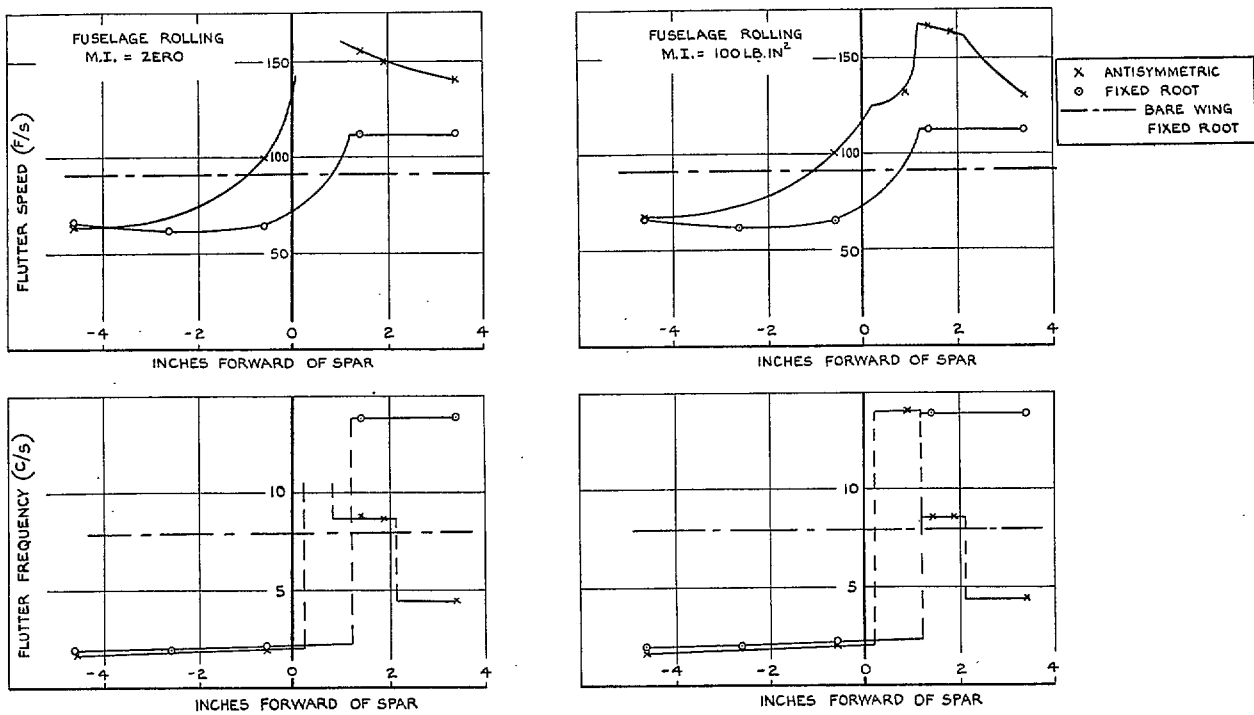 FUSELAGE ROLLING
M.I. = ZERO
150
100
50
FLUTTER SPEED (F/S)
-4 -2 0 2 4
INCHES FORWARD OF SPAR
FUSELAGE ROLLING
M.I. = 100 LB.IN²
150
100
50
-4 -2 0 2 4
INCHES FORWARD OF SPAR
× ANTISYMMETRIC
FIXED ROOT
BARE WING
FIXED ROOT
10
5
FLUTTER FREQUENCY (C/S)
-4 -2 0 2 4
INCHES FORWARD OF SPAR
10
5
-4 -2 0 2 4
INCHES FORWARD OF SPAR